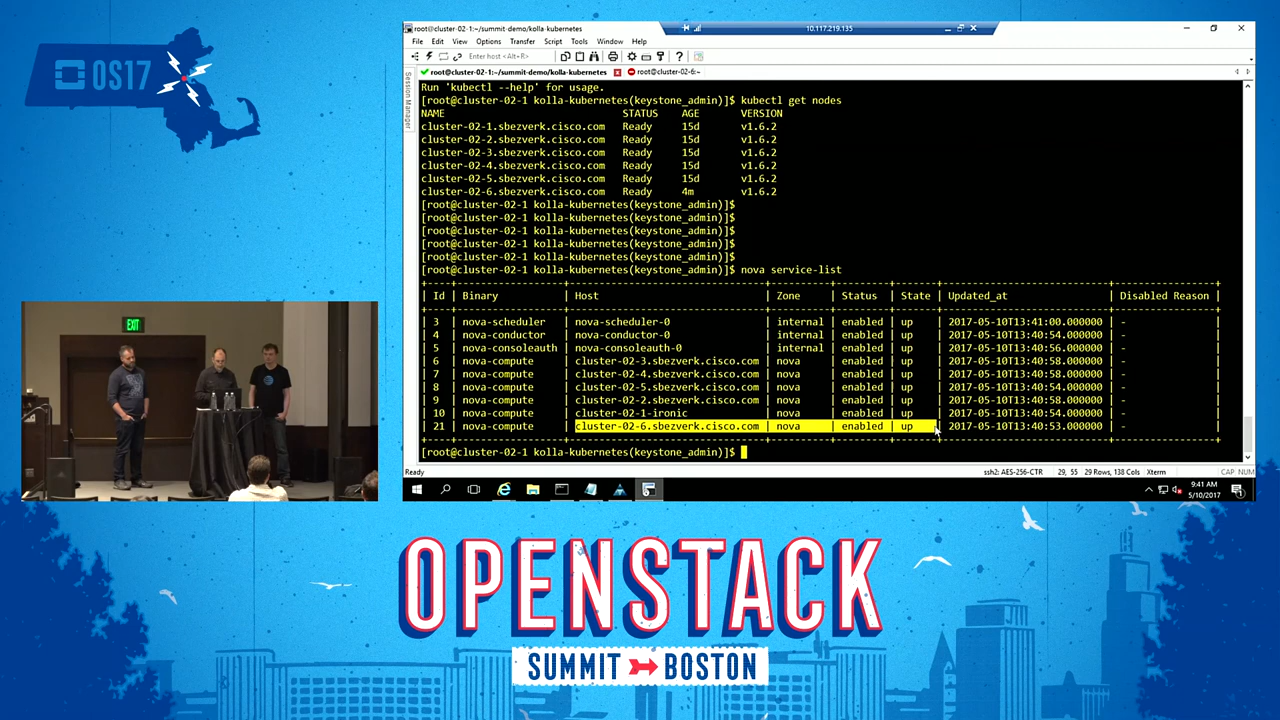 OS17
root@cluster-02-1:~/summit-demo/kolla-kubernetes
10.117.219.135
File Edit View Options Transfer Script Tools Window Help
Enter host <Alt+R>
root@cluster-02-1:~/summit-demo/kolla-kubernetes root@cluster-02-6:~
Session Manager
Run 'kubectl --help' for usage.
[root@cluster-02-1 kolla-kubernetes(keystone_admin)]$ kubectl get nodes
NAME STATUS AGE VERSION
cluster-02-1.sbezverk.cisco.com Ready 15d v1.6.2
cluster-02-2.sbezverk.cisco.com Ready 15d v1.6.2
cluster-02-3.sbezverk.cisco.com Ready 15d v1.6.2
cluster-02-4.sbezverk.cisco.com Ready 15d v1.6.2
cluster-02-5.sbezverk.cisco.com Ready 15d v1.6.2
cluster-02-6.sbezverk.cisco.com Ready 4m v1.6.2
[root@cluster-02-1 kolla-kubernetes(keystone_admin)]$
[root@cluster-02-1 kolla-kubernetes(keystone_admin)]$
[root@cluster-02-1 kolla-kubernetes(keystone_admin)]$
[root@cluster-02-1 kolla-kubernetes(keystone_admin)]$
[root@cluster-02-1 kolla-kubernetes(keystone_admin)]$
[root@cluster-02-1 kolla-kubernetes(keystone_admin)]$ nova service-list
| Id | Binary | Host | Zone | Status | State | Updated_at | Disabled Reason |
| 3 | nova-scheduler | nova-scheduler-0 | internal | enabled | up | 2017-05-10T13:41:00.000000 | - |
| 4 | nova-conductor | nova-conductor-0 | internal | enabled | up | 2017-05-10T13:40:54.000000 | - |
| 5 | nova-consoleauth | nova-consoleauth-0 | internal | enabled | up | 2017-05-10T13:40:56.000000 | - |
| 6 | nova-compute | cluster-02-3.sbezverk.cisco.com | nova | enabled | up | 2017-05-10T13:40:58.000000 | - |
| 7 | nova-compute | cluster-02-4.sbezverk.cisco.com | nova | enabled | up | 2017-05-10T13:40:58.000000 | - |
| 8 | nova-compute | cluster-02-5.sbezverk.cisco.com | nova | enabled | up | 2017-05-10T13:40:54.000000 | - |
| 9 | nova-compute | cluster-02-2.sbezverk.cisco.com | nova | enabled | up | 2017-05-10T13:40:58.000000 | - |
| 10 | nova-compute | cluster-02-1-ironic | nova | enabled | up | 2017-05-10T13:40:54.000000 | - |
| 21 | nova-compute | cluster-02-6.sbezverk.cisco.com | nova | enabled | up | 2017-05-10T13:40:53.000000 | - |
[root@cluster-02-1 kolla-kubernetes(keystone_admin)]$
Ready ssh2: AES-256-CTR 29, 55 29 Rows, 138 Cols Xterm CAP NUM
9:41 AM
5/10/2017
EXIT
OPENSTACK
SUMMIT BOSTON